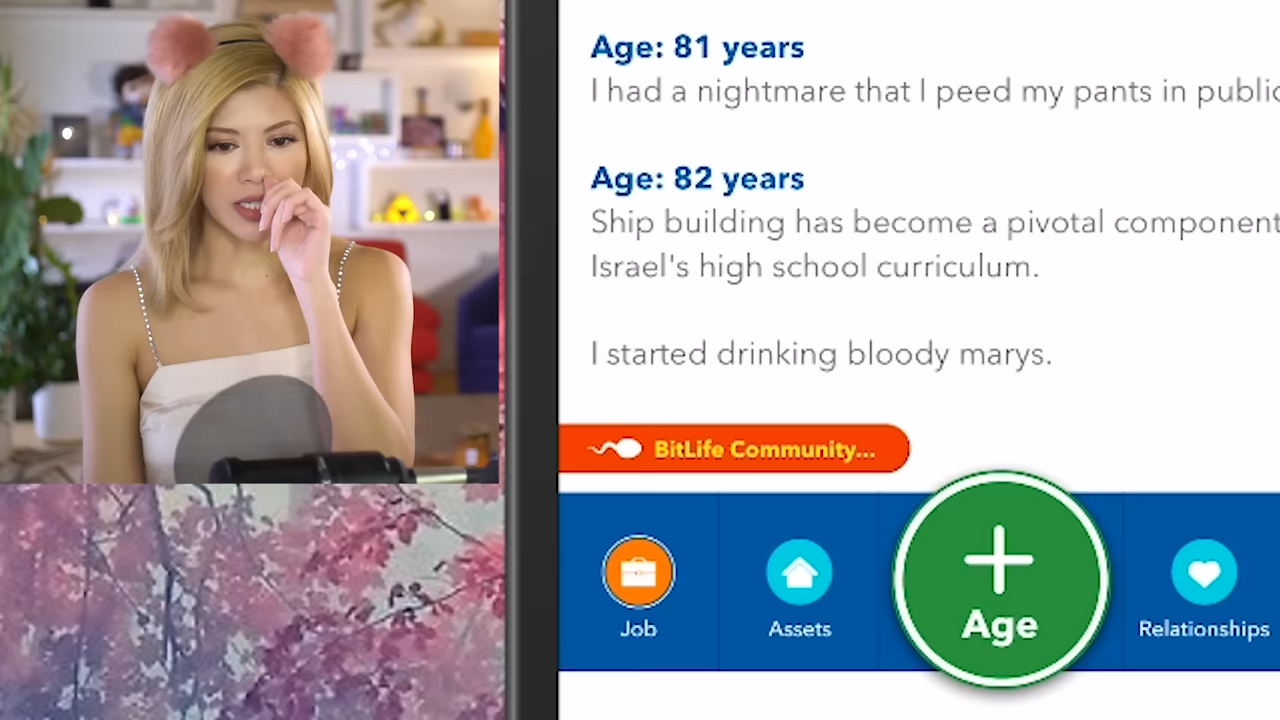 Age: 81 years
I had a nightmare that I peed my pants in public
Age: 82 years
Ship building has become a pivotal component
Israel's high school curriculum.
I started drinking bloody marys.
BitLife Community...
Job
Assets
Age
Relationships